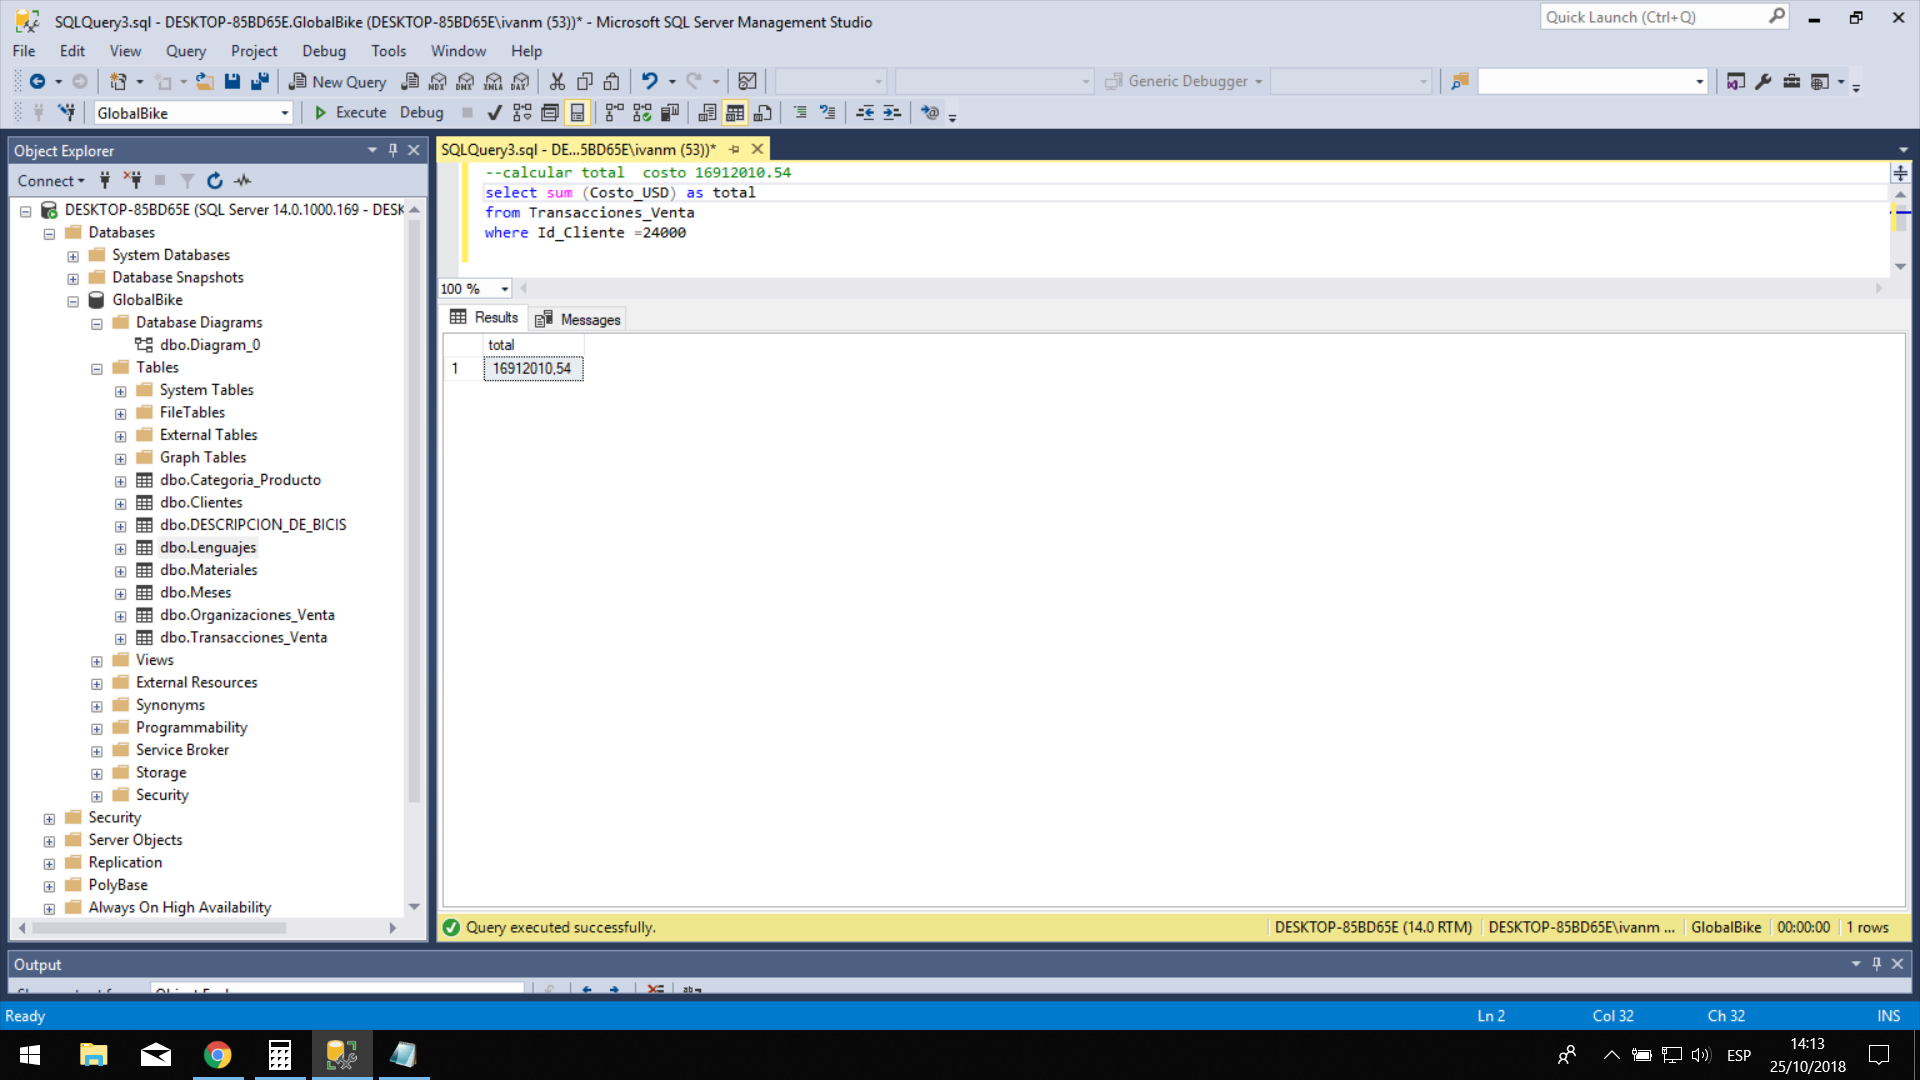 SQLQuery3.sql - DESKTOP-85BD65E.GlobalBike (DESKTOP-85BD65E\ivanm (53))* - Microsoft SQL Server Management Studio
Quick Launch (Ctrl+Q)
File Edit View Query Project Debug Tools Window Help
New Query MDX DMX XMLA DAX Generic Debugger
GlobalBike Execute Debug
Object Explorer
Connect
DESKTOP-85BD65E (SQL Server 14.0.1000.169 - DESK
Databases
System Databases
Database Snapshots
GlobalBike
Database Diagrams
dbo.Diagram_0
Tables
System Tables
FileTables
External Tables
Graph Tables
dbo.Categoria_Producto
dbo.Clientes
dbo.DESCRIPCION_DE_BICIS
dbo.Lenguajes
dbo.Materiales
dbo.Meses
dbo.Organizaciones_Venta
dbo.Transacciones_Venta
Views
External Resources
Synonyms
Programmability
Service Broker
Storage
Security
Security
Server Objects
Replication
PolyBase
Always On High Availability
SQLQuery3.sql - DE...5BD65E\ivanm (53))*
--calcular total  costo 16912010.54
select sum (Costo_USD) as total
from Transacciones_Venta
where Id_Cliente =24000
100 %
Results Messages
total
1 16912010,54
Query executed successfully.
DESKTOP-85BD65E (14.0 RTM) DESKTOP-85BD65E\ivanm ... GlobalBike 00:00:00 1 rows
Output
Ready Ln 2 Col 32 Ch 32 INS
ESP
14:13
25/10/2018